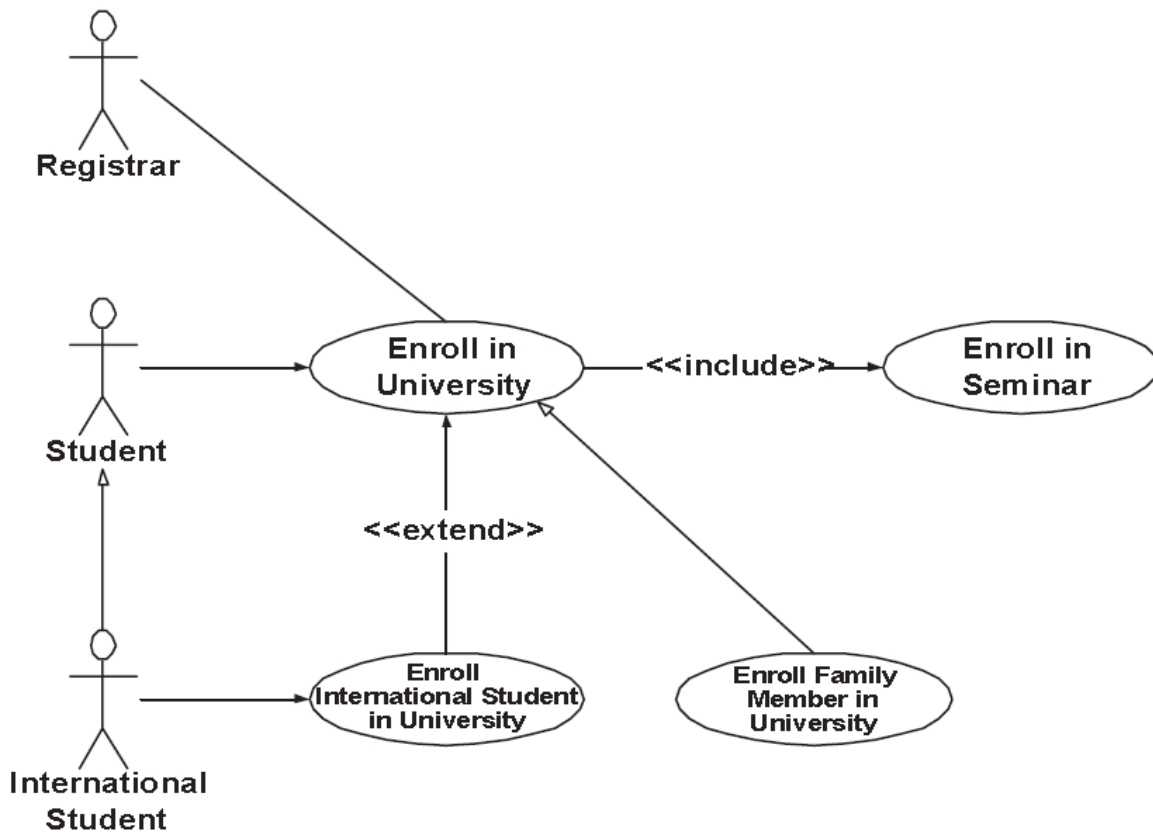 Registrar
Enroll in
University
<<include>>
Enroll in
Seminar
Student
<<extend>>
Enroll
International Student
in University
Enroll Family
Member in
University
International
Student